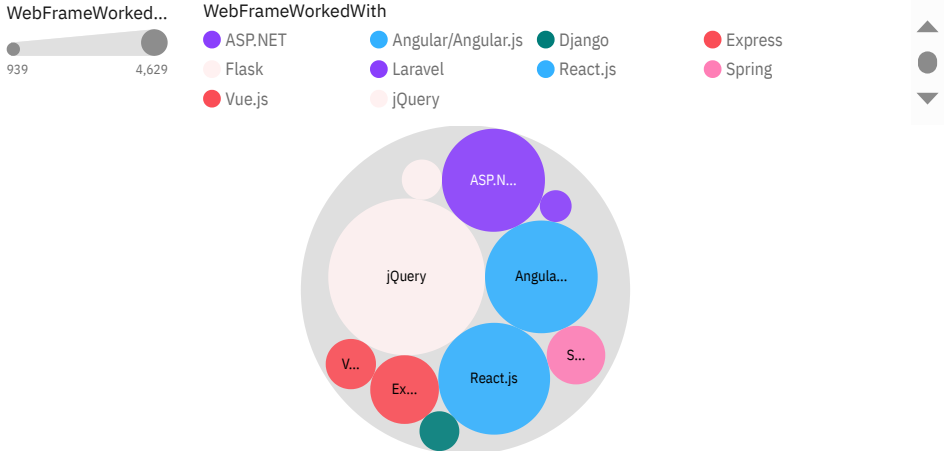 WebFrameWorked...
939 4,629
WebFrameWorkedWith
ASP.NET Angular/Angular.js Django Express
Flask Laravel React.js Spring
Vue.js jQuery
ASP.N...
jQuery Angula...
V... S...
Ex... React.js